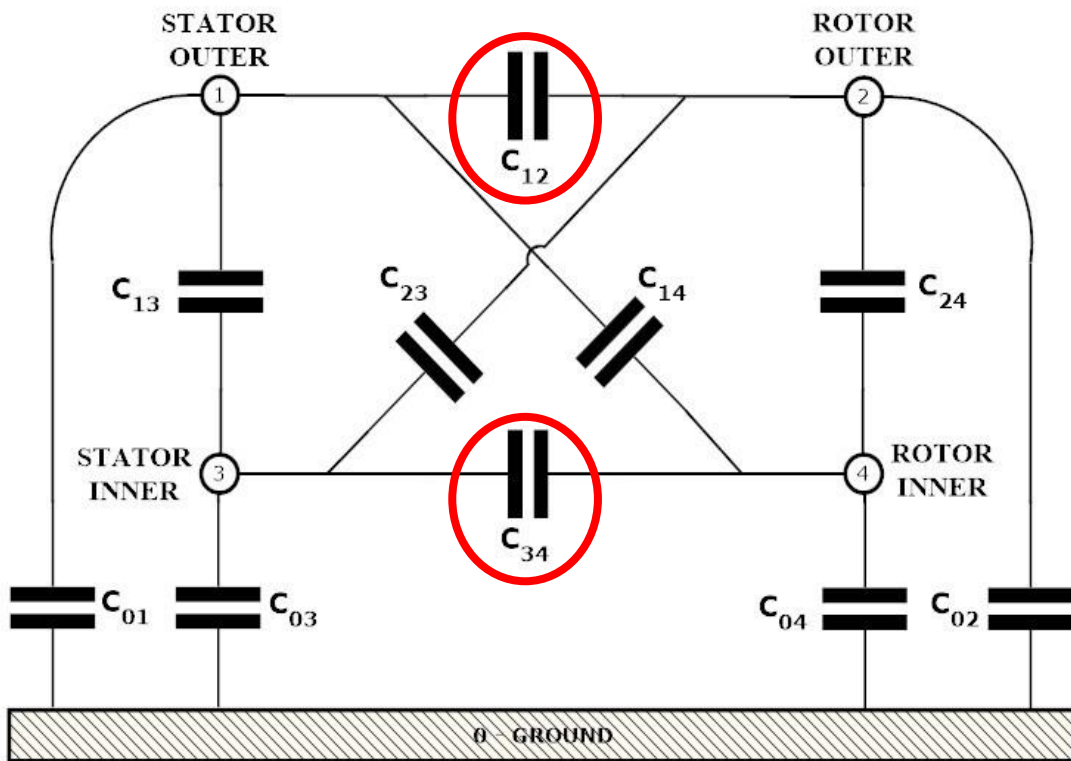 STATOR
OUTER
ROTOR
OUTER
1
2
C₁₂
C₁₃
C₂₃
C₁₄
C₂₄
STATOR
INNER
3
4
ROTOR
INNER
C₃₄
C₀₁
C₀₃
C₀₄
C₀₂
0 - GROUND